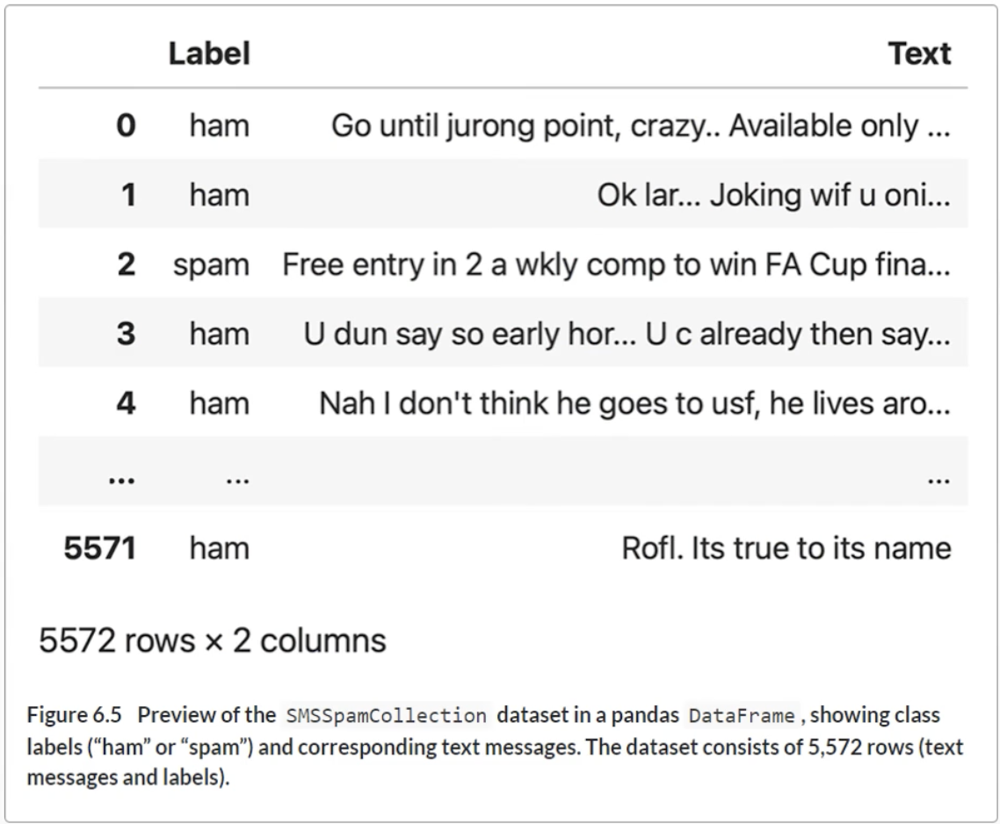 Label Text
0 ham Go until jurong point, crazy.. Available only ...
1 ham Ok lar... Joking wif u oni...
2 spam Free entry in 2 a wkly comp to win FA Cup fina...
3 ham U dun say so early hor... U c already then say...
4 ham Nah I don't think he goes to usf, he lives aro...
... ... ...
5571 ham Rofl. Its true to its name
5572 rows × 2 columns
Figure 6.5 Preview of the SMSSpamCollection dataset in a pandas DataFrame, showing class
labels (“ham” or “spam”) and corresponding text messages. The dataset consists of 5,572 rows (text
messages and labels).